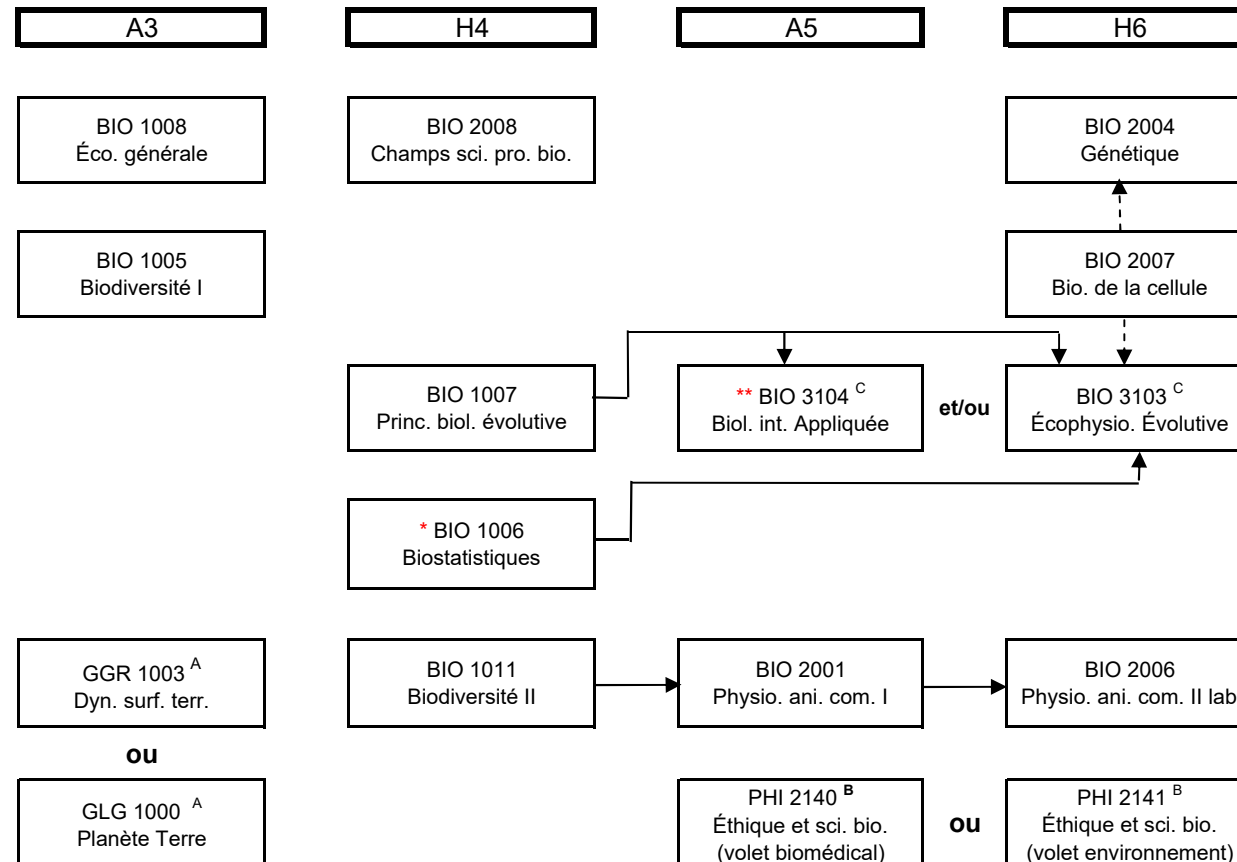 A3
H4
A5
H6
BIO 1008
Éco. générale
BIO 2008
Champs sci. pro. bio.
BIO 2004
Génétique
BIO 1005
Biodiversité I
BIO 2007
Bio. de la cellule
BIO 1007
Princ. biol. évolutive
** BIO 3104 C
Biol. int. Appliquée
et/ou
BIO 3103 C
Écophysio. Évolutive
* BIO 1006
Biostatistiques
GGR 1003 A
Dyn. surf. terr.
BIO 1011
Biodiversité II
BIO 2001
Physio. ani. com. I
BIO 2006
Physio. ani. com. II lab
ou
GLG 1000 A
Planète Terre
PHI 2140 B
Éthique et sci. bio.
(volet biomédical)
ou
PHI 2141 B
Éthique et sci. bio.
(volet environnement)